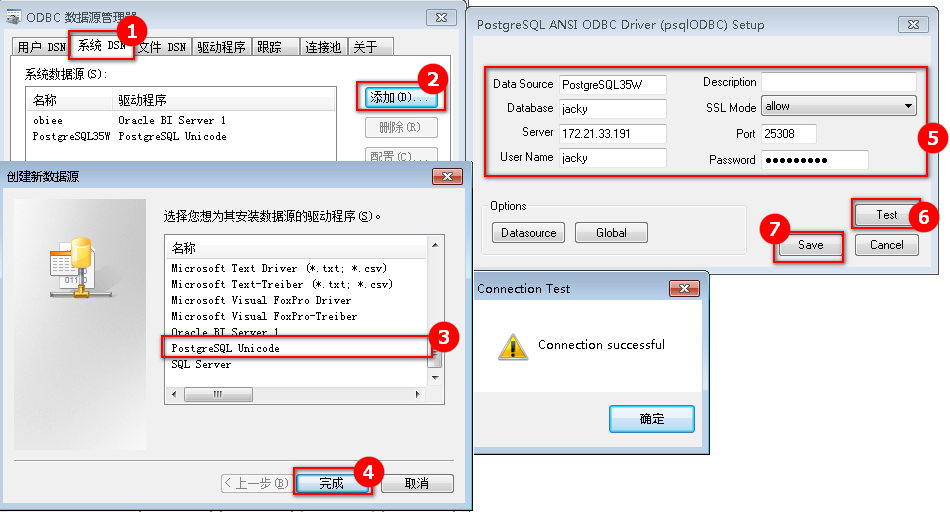 ODBC 数据源管理器
1
用户 DSN 系统 DSN 文件 DSN 驱动程序 跟踪 连接池 关于
系统数据源(S):
2
名称 驱动程序
添加(D)...
obiee Oracle BI Server 1
PostgreSQL35W PostgreSQL Unicode
删除(R)
配置(C)...
创建新数据源
选择您想为其安装数据源的驱动程序(S)。
名称
Microsoft Text Driver (*.txt; *.csv)
Microsoft Text-Treiber (*.txt; *.csv)
Microsoft Visual FoxPro Driver
Microsoft Visual FoxPro-Treiber
Oracle BI Server 1
PostgreSQL Unicode
3
SQL Server
4
< 上一步(B) 完成 取消
PostgreSQL ANSI ODBC Driver (psqlODBC) Setup
Data Source PostgreSQL35W Description
Database jacky SSL Mode allow
Server 172.21.33.191 Port 25308
5
User Name jacky Password ●●●●●●●●●
Options
Test
6
7
Datasource Global
Save Cancel
Connection Test
Connection successful
确定